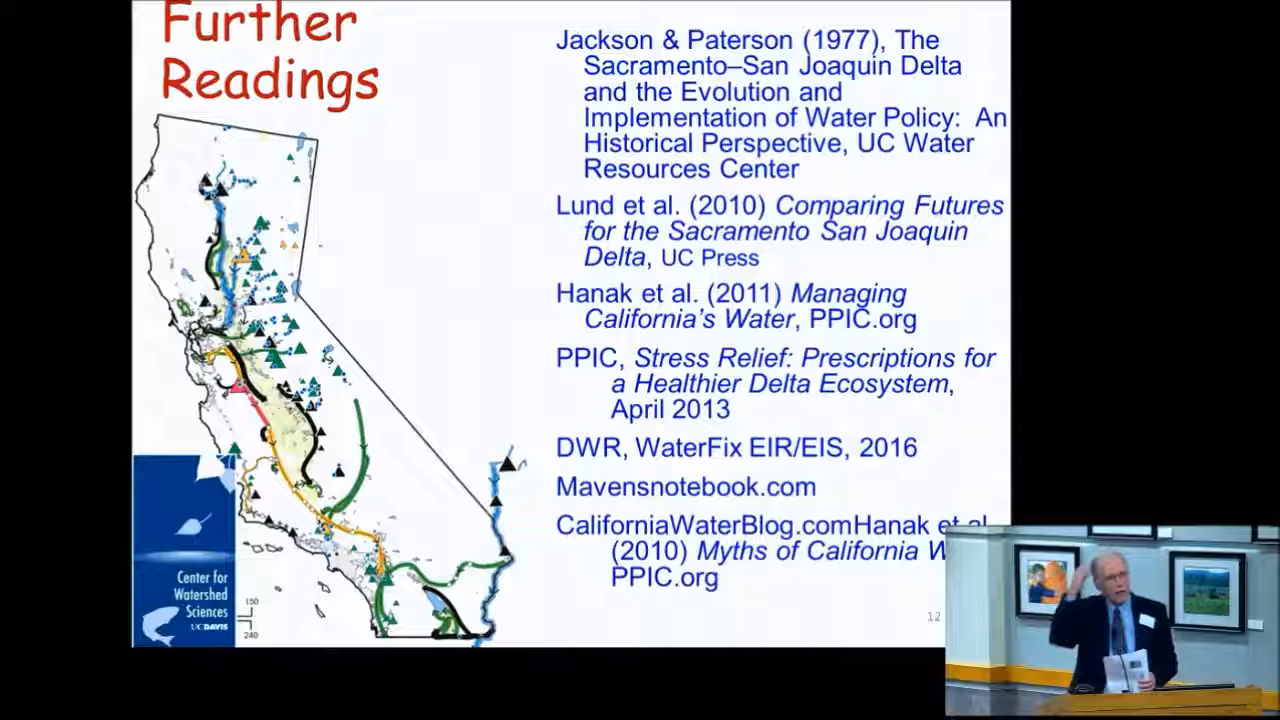 Further
Readings
Jackson & Paterson (1977), The
Sacramento–San Joaquin Delta
and the Evolution and
Implementation of Water Policy: An
Historical Perspective, UC Water
Resources Center
Lund et al. (2010) Comparing Futures
for the Sacramento San Joaquin
Delta, UC Press
Hanak et al. (2011) Managing
California's Water, PPIC.org
PPIC, Stress Relief: Prescriptions for
a Healthier Delta Ecosystem,
April 2013
DWR, WaterFix EIR/EIS, 2016
Mavensnotebook.com
CaliforniaWaterBlog.comHanak et al.
(2010) Myths of California W
PPIC.org
Center for
Watershed
Sciences
UC DAVIS
150
240
12